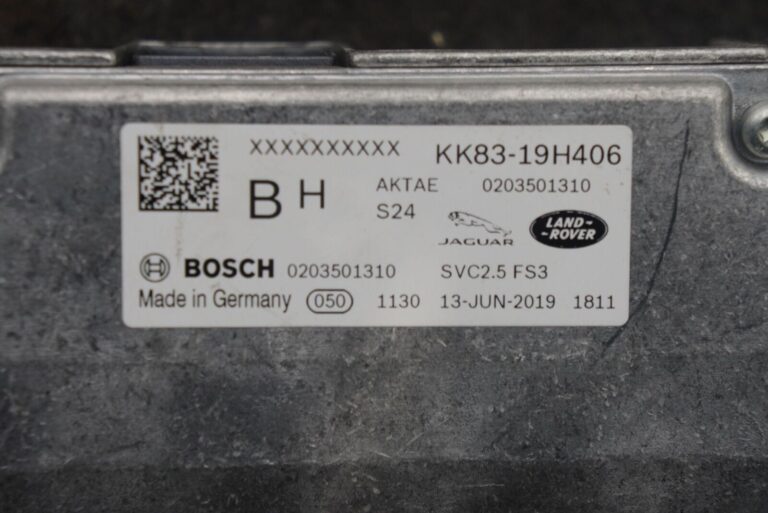 XXXXXXXXXX KK83-19H406
B H AKTAE 0203501310
S24
JAGUAR LAND-ROVER
BOSCH 0203501310 SVC2.5 FS3
Made in Germany 050 1130 13-JUN-2019 1811